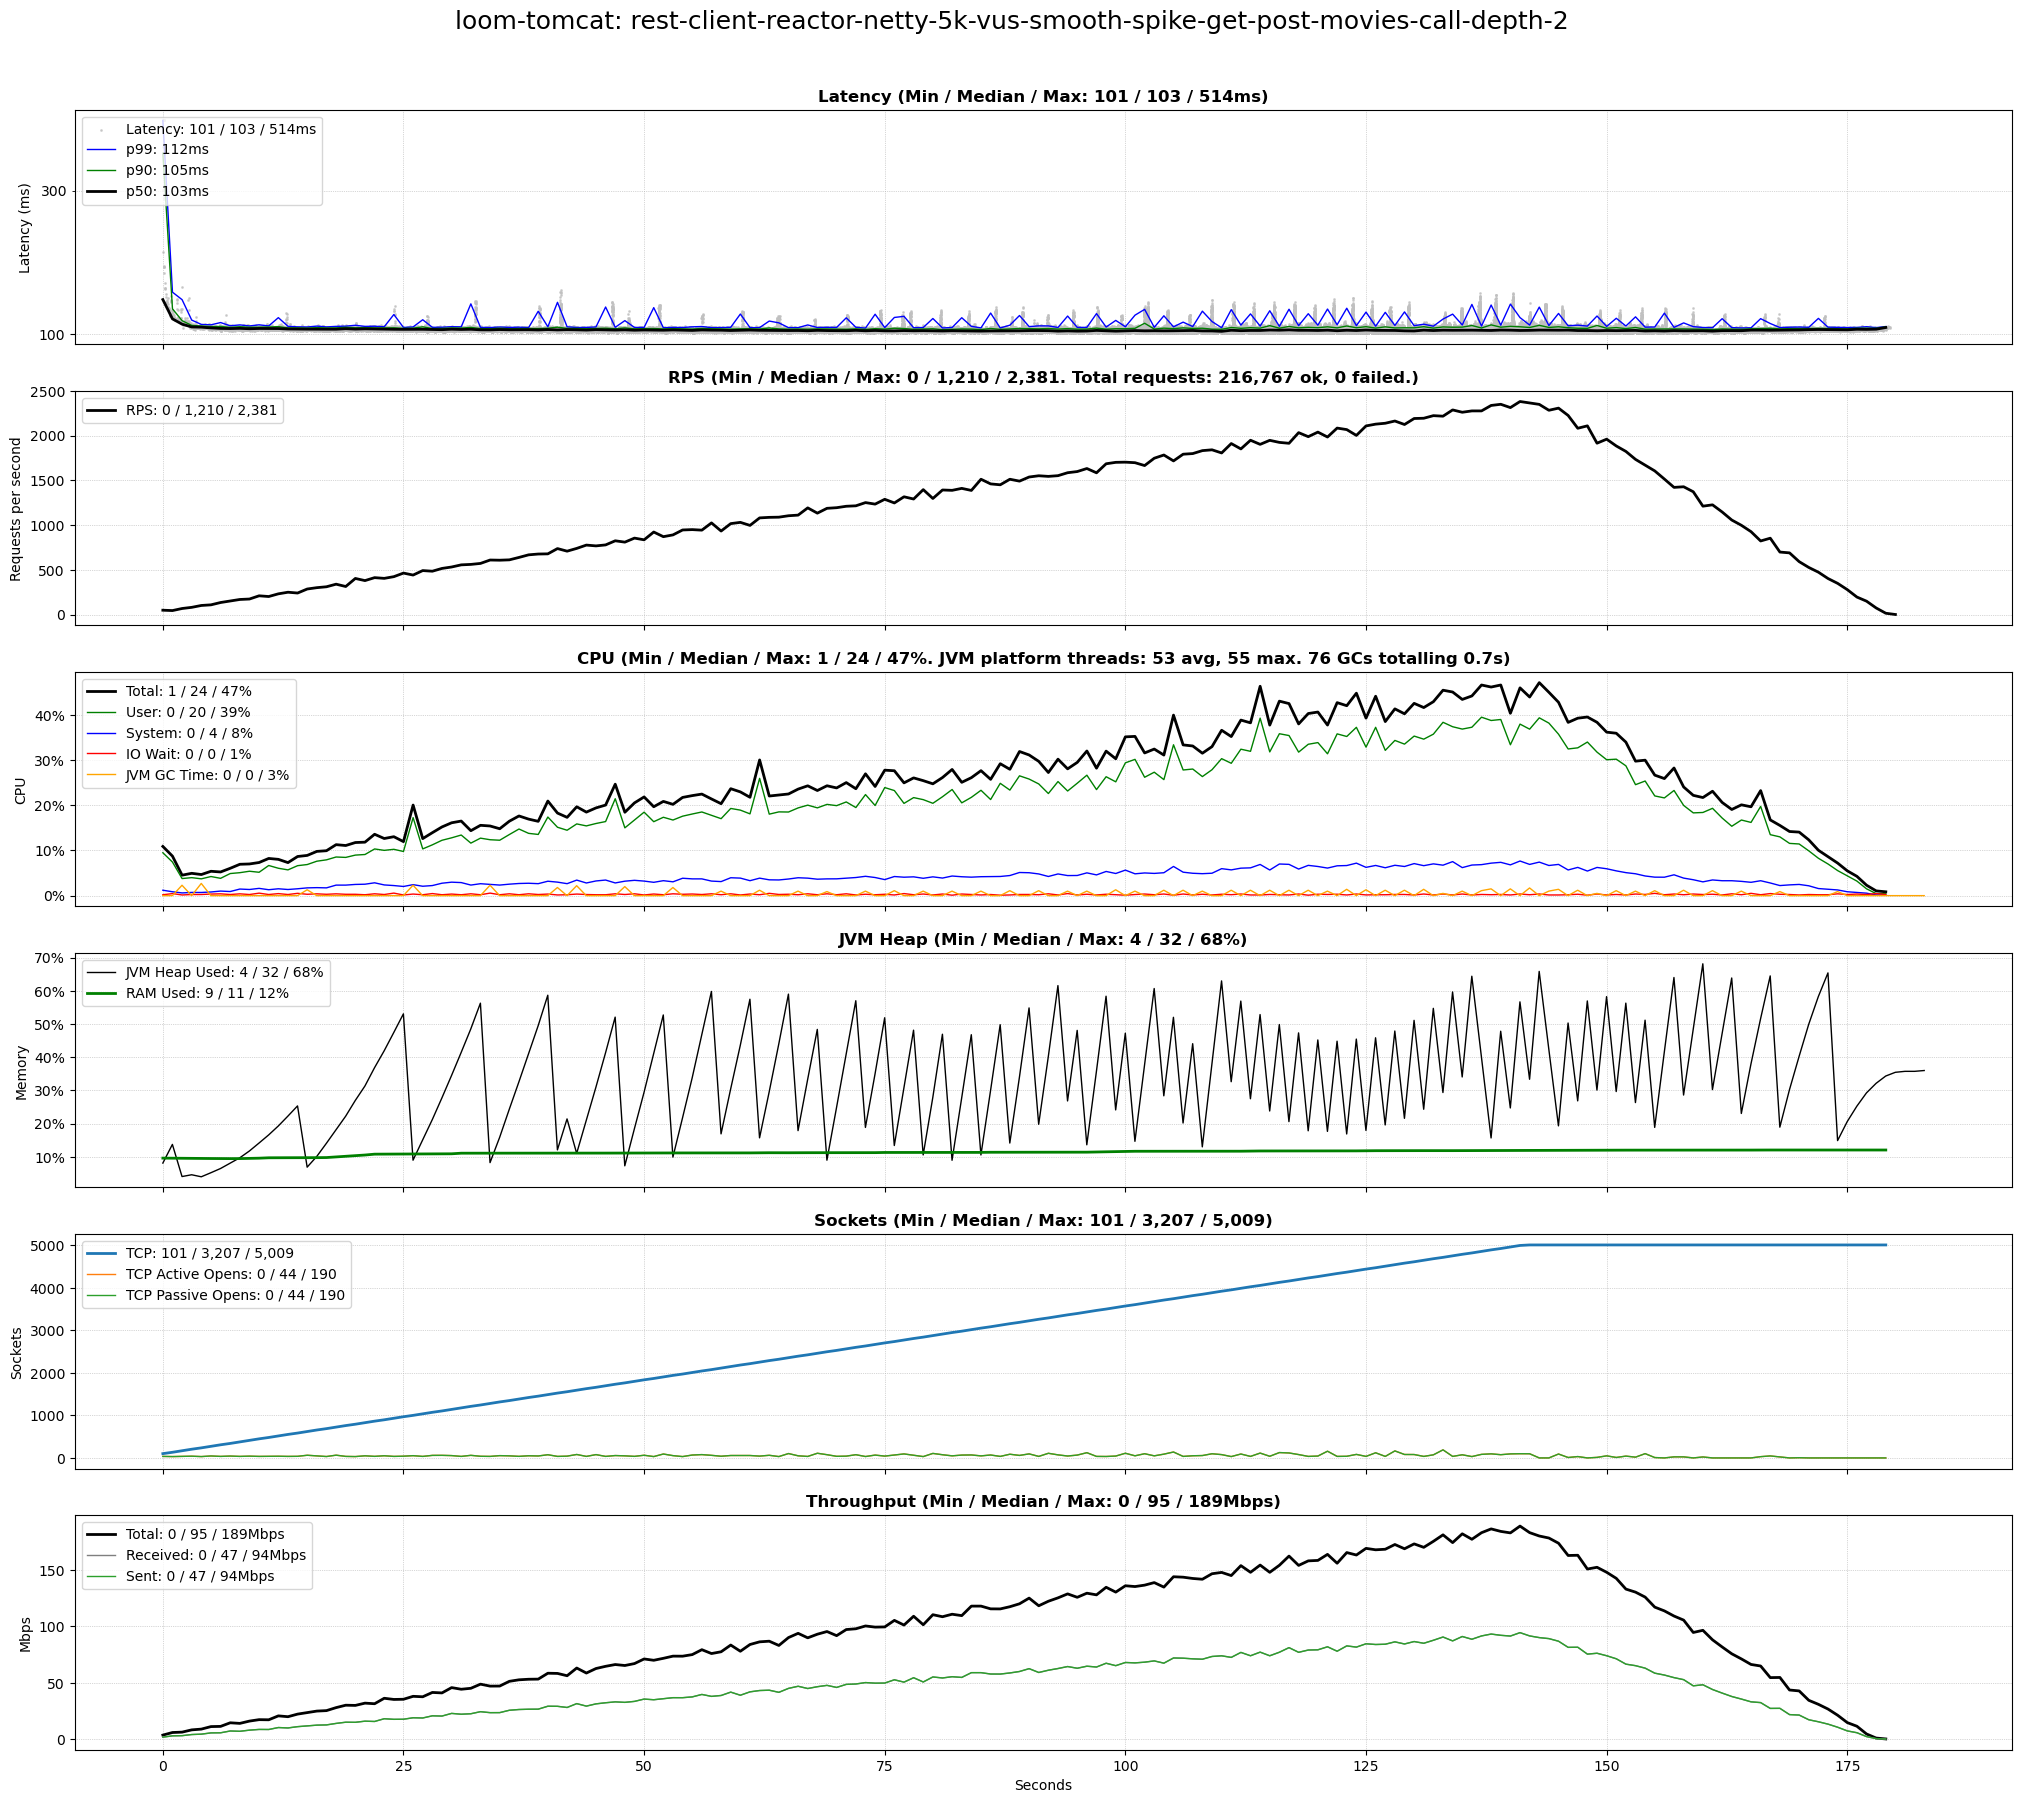 loom-tomcat: rest-client-reactor-netty-5k-vus-smooth-spike-get-post-movies-call-depth-2
Latency (Min / Median / Max: 101 / 103 / 514ms)
Latency: 101 / 103 / 514ms
p99: 112ms
p90: 105ms
p50: 103ms
Latency (ms)
300
100
RPS (Min / Median / Max: 0 / 1,210 / 2,381. Total requests: 216,767 ok, 0 failed.)
RPS: 0 / 1,210 / 2,381
Requests per second
2500
2000
1500
1000
500
0
CPU (Min / Median / Max: 1 / 24 / 47%. JVM platform threads: 53 avg, 55 max. 76 GCs totalling 0.7s)
Total: 1 / 24 / 47%
User: 0 / 20 / 39%
System: 0 / 4 / 8%
IO Wait: 0 / 0 / 1%
JVM GC Time: 0 / 0 / 3%
CPU
40%
30%
20%
10%
0%
JVM Heap (Min / Median / Max: 4 / 32 / 68%)
JVM Heap Used: 4 / 32 / 68%
RAM Used: 9 / 11 / 12%
Memory
70%
60%
50%
40%
30%
20%
10%
Sockets (Min / Median / Max: 101 / 3,207 / 5,009)
TCP: 101 / 3,207 / 5,009
TCP Active Opens: 0 / 44 / 190
TCP Passive Opens: 0 / 44 / 190
Sockets
5000
4000
3000
2000
1000
0
Throughput (Min / Median / Max: 0 / 95 / 189Mbps)
Total: 0 / 95 / 189Mbps
Received: 0 / 47 / 94Mbps
Sent: 0 / 47 / 94Mbps
Mbps
150
100
50
0
0 25 50 75 100 125 150 175
Seconds